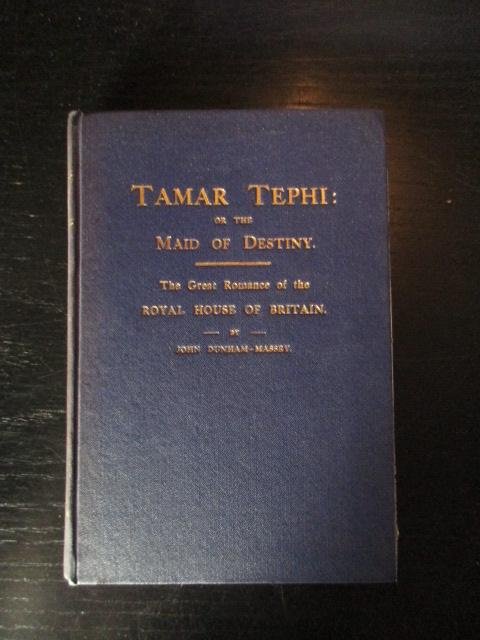 TAMAR TEPHI:
OR THE
MAID OF DESTINY.
The Great Romance of the
ROYAL HOUSE OF BRITAIN.
— BY —
JOHN DUNHAM-MASSEY.